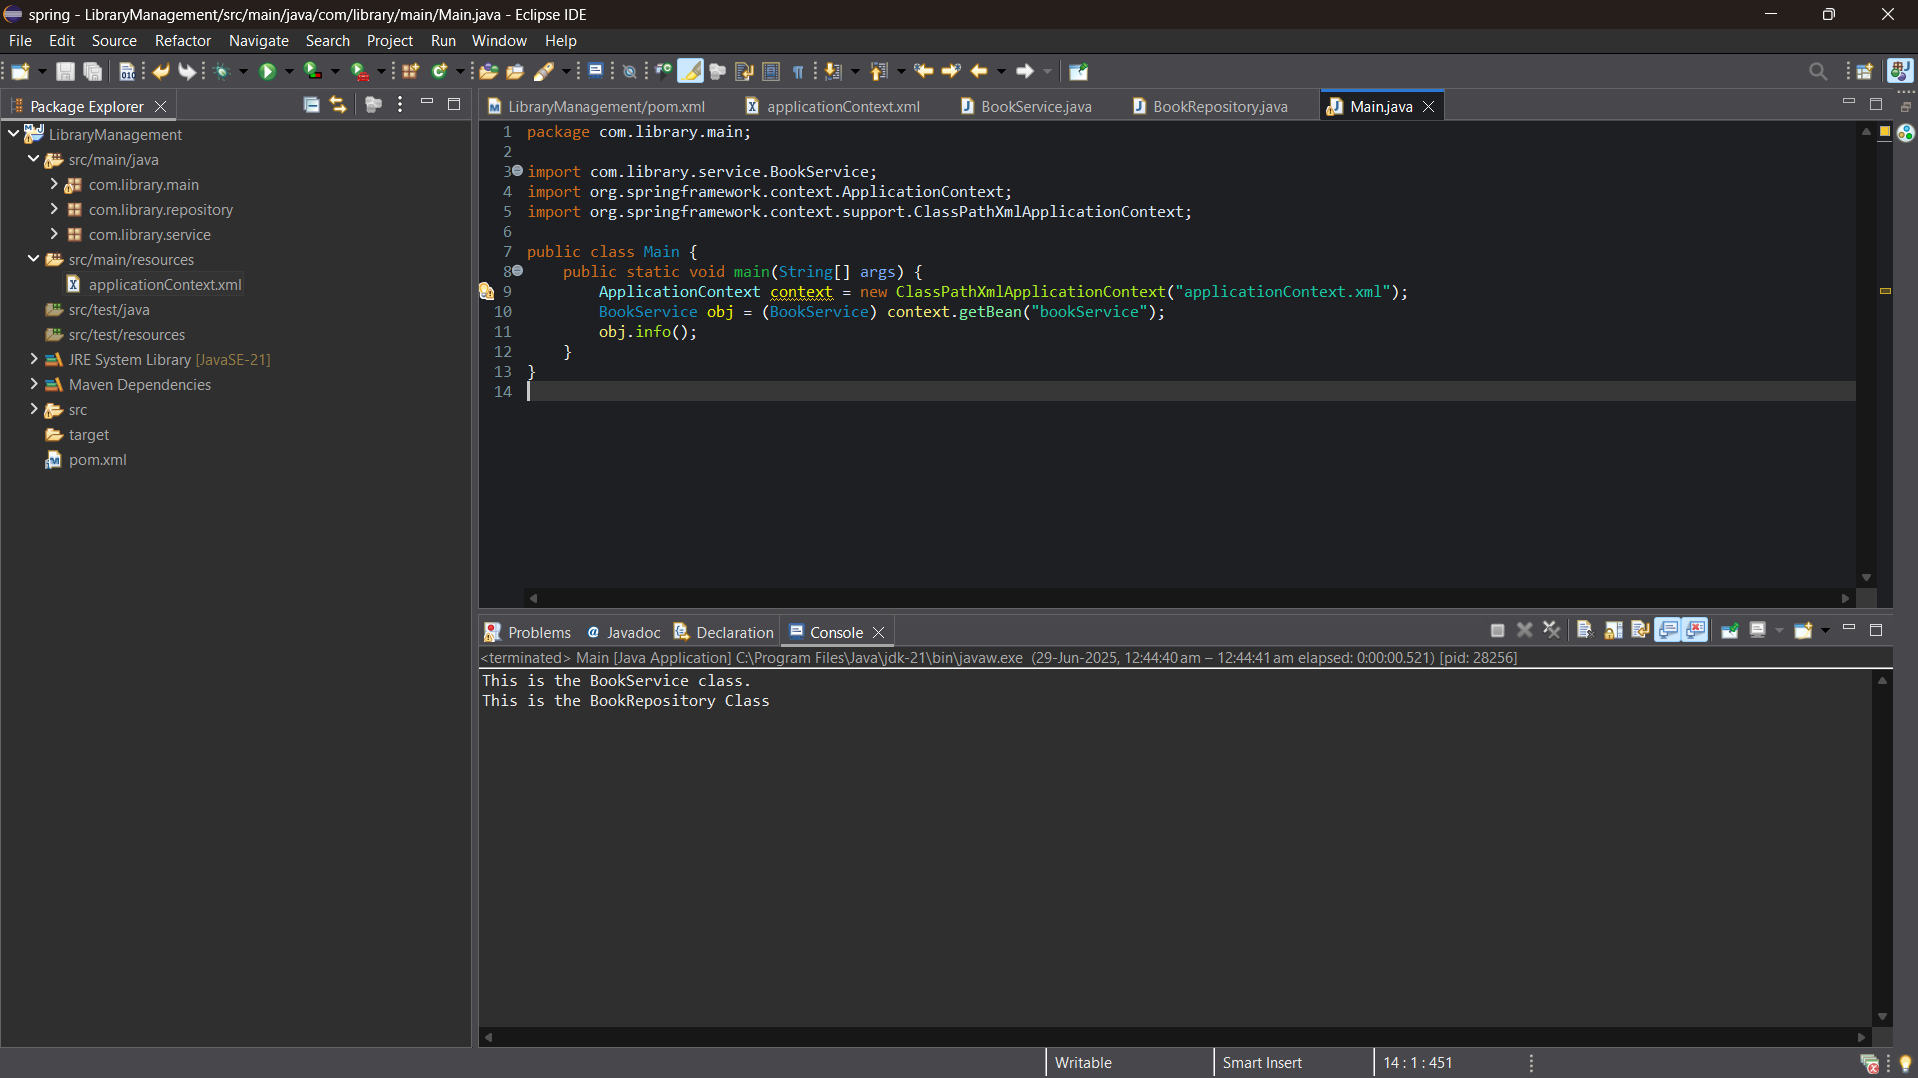 spring - LibraryManagement/src/main/java/com/library/main/Main.java - Eclipse IDE
File Edit Source Refactor Navigate Search Project Run Window Help
Package Explorer
LibraryManagement
src/main/java
com.library.main
com.library.repository
com.library.service
src/main/resources
applicationContext.xml
src/test/java
src/test/resources
JRE System Library [JavaSE-21]
Maven Dependencies
src
target
pom.xml
LibraryManagement/pom.xml applicationContext.xml BookService.java BookRepository.java Main.java
1 package com.library.main;
2
3 import com.library.service.BookService;
4 import org.springframework.context.ApplicationContext;
5 import org.springframework.context.support.ClassPathXmlApplicationContext;
6
7 public class Main {
8 public static void main(String[] args) {
9 ApplicationContext context = new ClassPathXmlApplicationContext("applicationContext.xml");
10 BookService obj = (BookService) context.getBean("bookService");
11 obj.info();
12 }
13 }
14
Problems Javadoc Declaration Console
<terminated> Main [Java Application] C:\Program Files\Java\jdk-21\bin\javaw.exe (29-Jun-2025, 12:44:40 am – 12:44:41 am elapsed: 0:00:00.521) [pid: 28256]
This is the BookService class.
This is the BookRepository Class
Writable Smart Insert 14 : 1 : 451